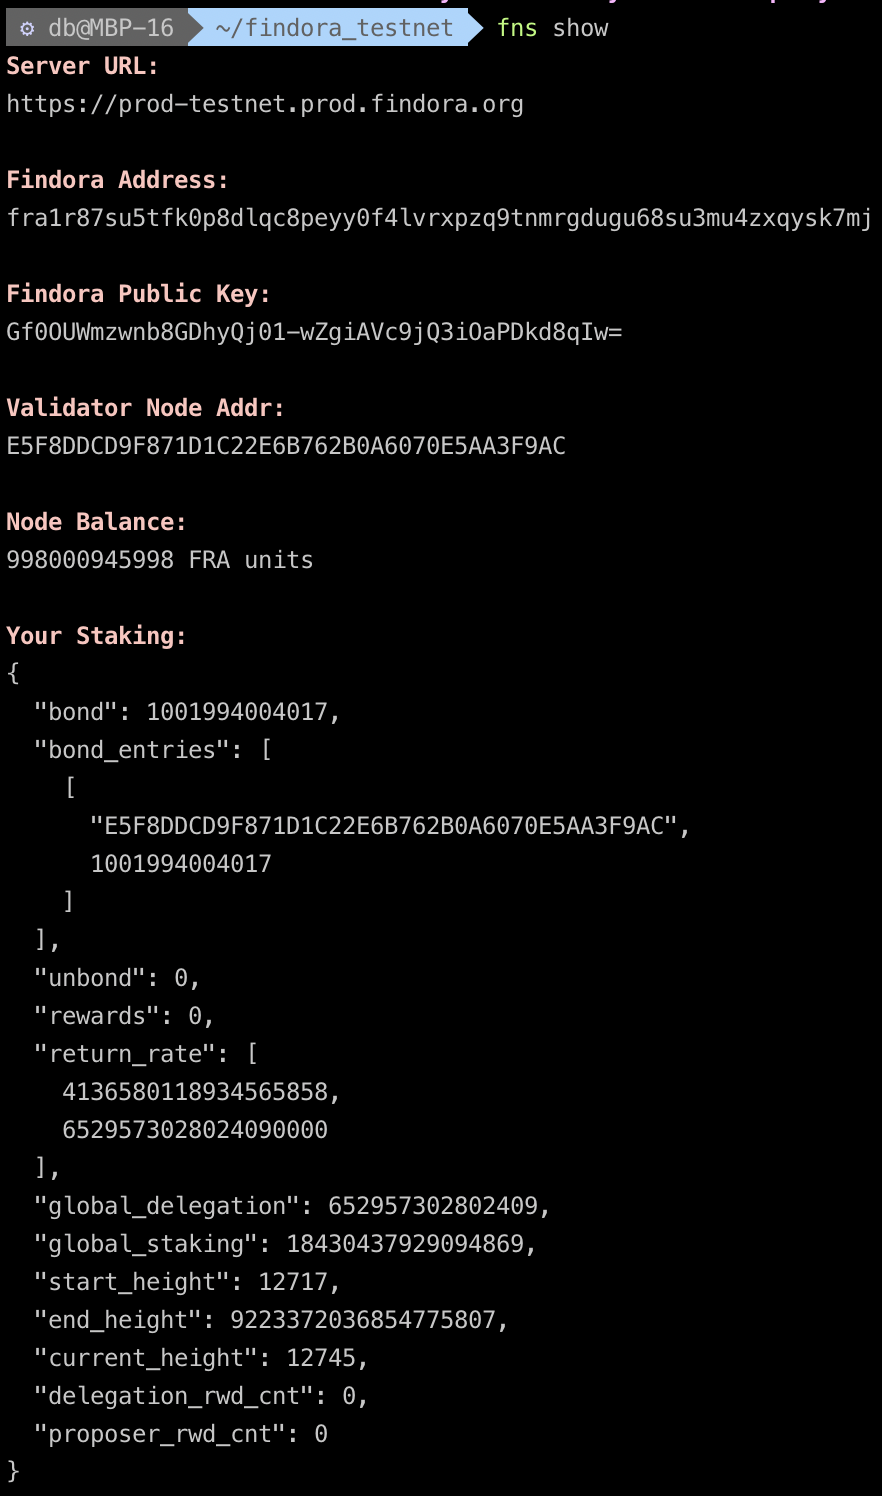 ⚙ db@MBP-16 ~/findora_testnet fns show
Server URL:
https://prod-testnet.prod.findora.org
Findora Address:
fra1r87su5tfk0p8dlqc8peyy0f4lvrxpzq9tnmrgdugu68su3mu4zxqysk7mj
Findora Public Key:
Gf0OUWmzwnb8GDhyQj01-wZgiAVc9jQ3iOaPDkd8qIw=
Validator Node Addr:
E5F8DDCD9F871D1C22E6B762B0A6070E5AA3F9AC
Node Balance:
998000945998 FRA units
Your Staking:
{
  "bond": 1001994004017,
  "bond_entries": [
    [
      "E5F8DDCD9F871D1C22E6B762B0A6070E5AA3F9AC",
      1001994004017
    ]
  ],
  "unbond": 0,
  "rewards": 0,
  "return_rate": [
    4136580118934565858,
    6529573028024090000
  ],
  "global_delegation": 652957302802409,
  "global_staking": 18430437929094869,
  "start_height": 12717,
  "end_height": 9223372036854775807,
  "current_height": 12745,
  "delegation_rwd_cnt": 0,
  "proposer_rwd_cnt": 0
}